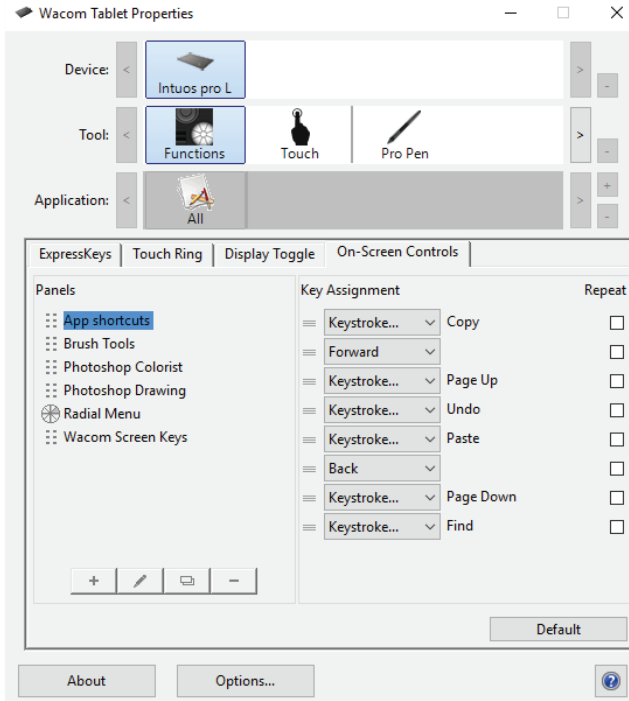 Wacom Tablet Properties
Device:
Intuos pro L
Tool:
Functions Touch Pro Pen
Application:
All
ExpressKeys Touch Ring Display Toggle On-Screen Controls
Panels
App shortcuts
Brush Tools
Photoshop Colorist
Photoshop Drawing
Radial Menu
Wacom Screen Keys
Key Assignment Repeat
Keystroke... Copy
Forward
Keystroke... Page Up
Keystroke... Undo
Keystroke... Paste
Back
Keystroke... Page Down
Keystroke... Find
Default
About Options...